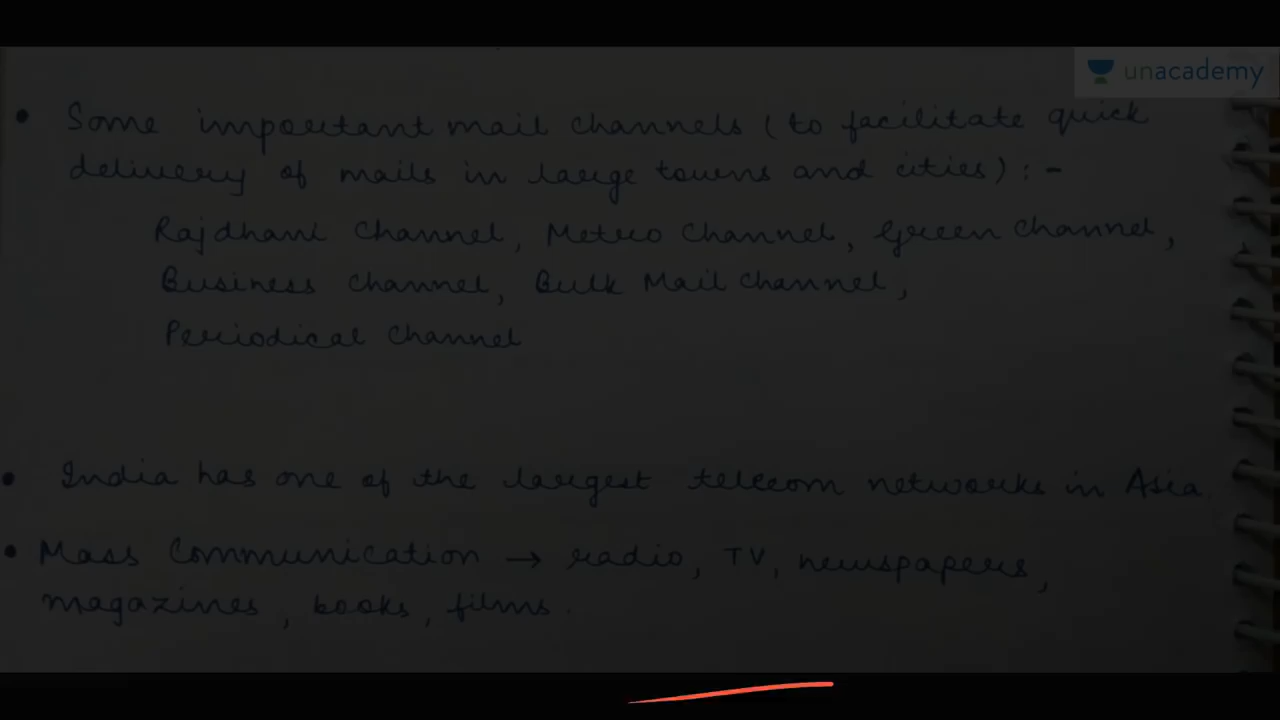 unacademy
• Some important mail channels (to facilitate quick
delivery of mails in large towns and cities) : -
Rajdhani Channel, Metro Channel, Green Channel,
Business Channel, Bulk Mail Channel,
Periodical Channel
• India has one of the largest telecom networks in Asia.
• Mass Communication → radio, TV, newspapers,
magazines, books, films.